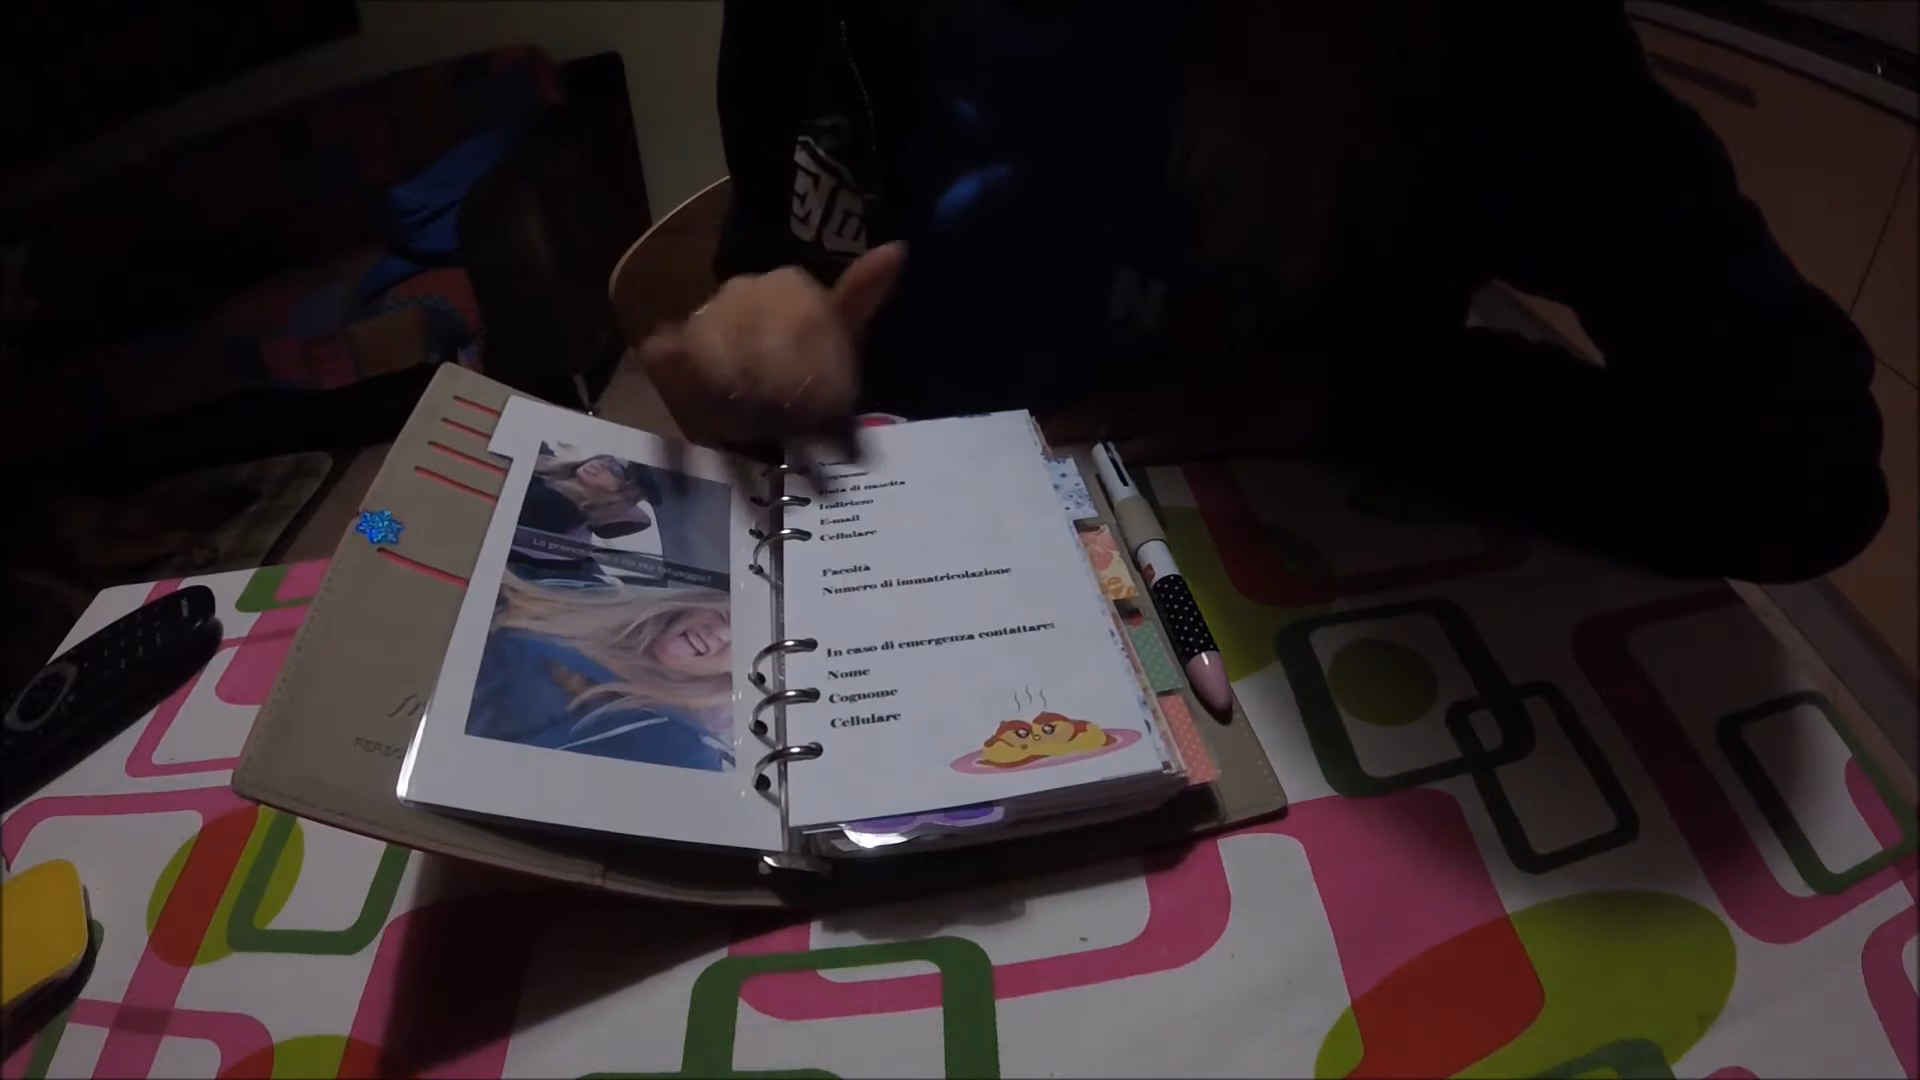 Data di nascita
Indirizzo
E-mail
Cellulare
Facoltà
Numero di immatricolazione
In caso di emergenza contattare:
Nome
Cognome
Cellulare